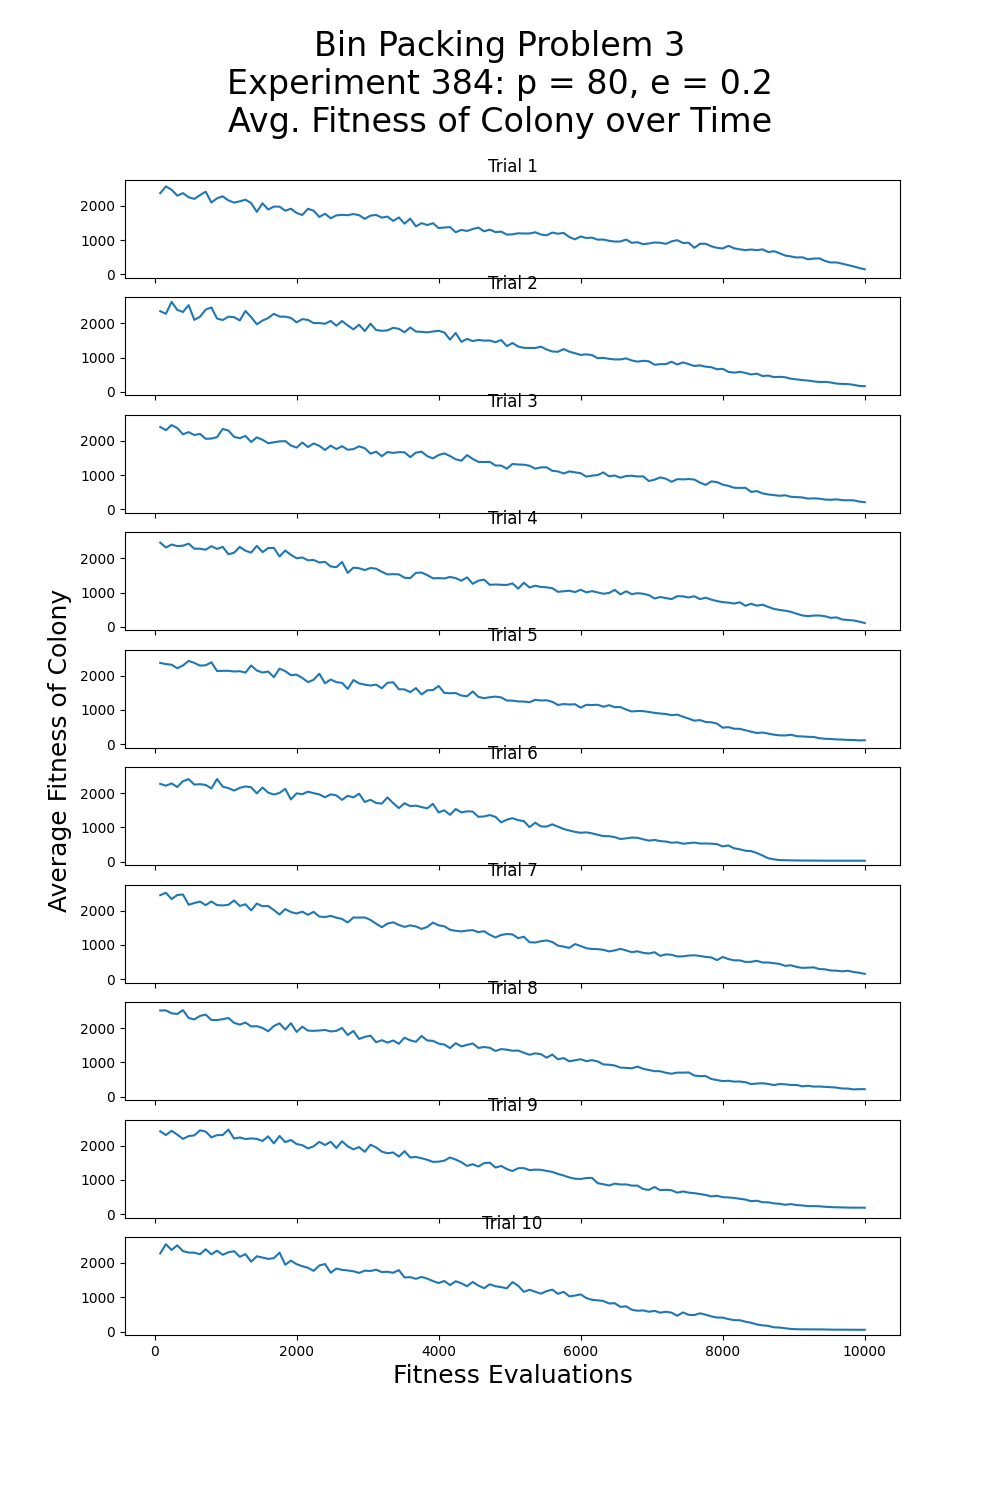 Bin Packing Problem 3
Experiment 384: p = 80, e = 0.2
Avg. Fitness of Colony over Time
Trial 1
2000
1000
0
Trial 2
2000
1000
0
Trial 3
2000
1000
0
Trial 4
2000
1000
0
Trial 5
2000
1000
0
Trial 6
2000
1000
0
Trial 7
2000
1000
0
Trial 8
2000
1000
0
Trial 9
2000
1000
0
Trial 10
2000
1000
0
0 2000 4000 6000 8000 10000
Fitness Evaluations
Average Fitness of Colony